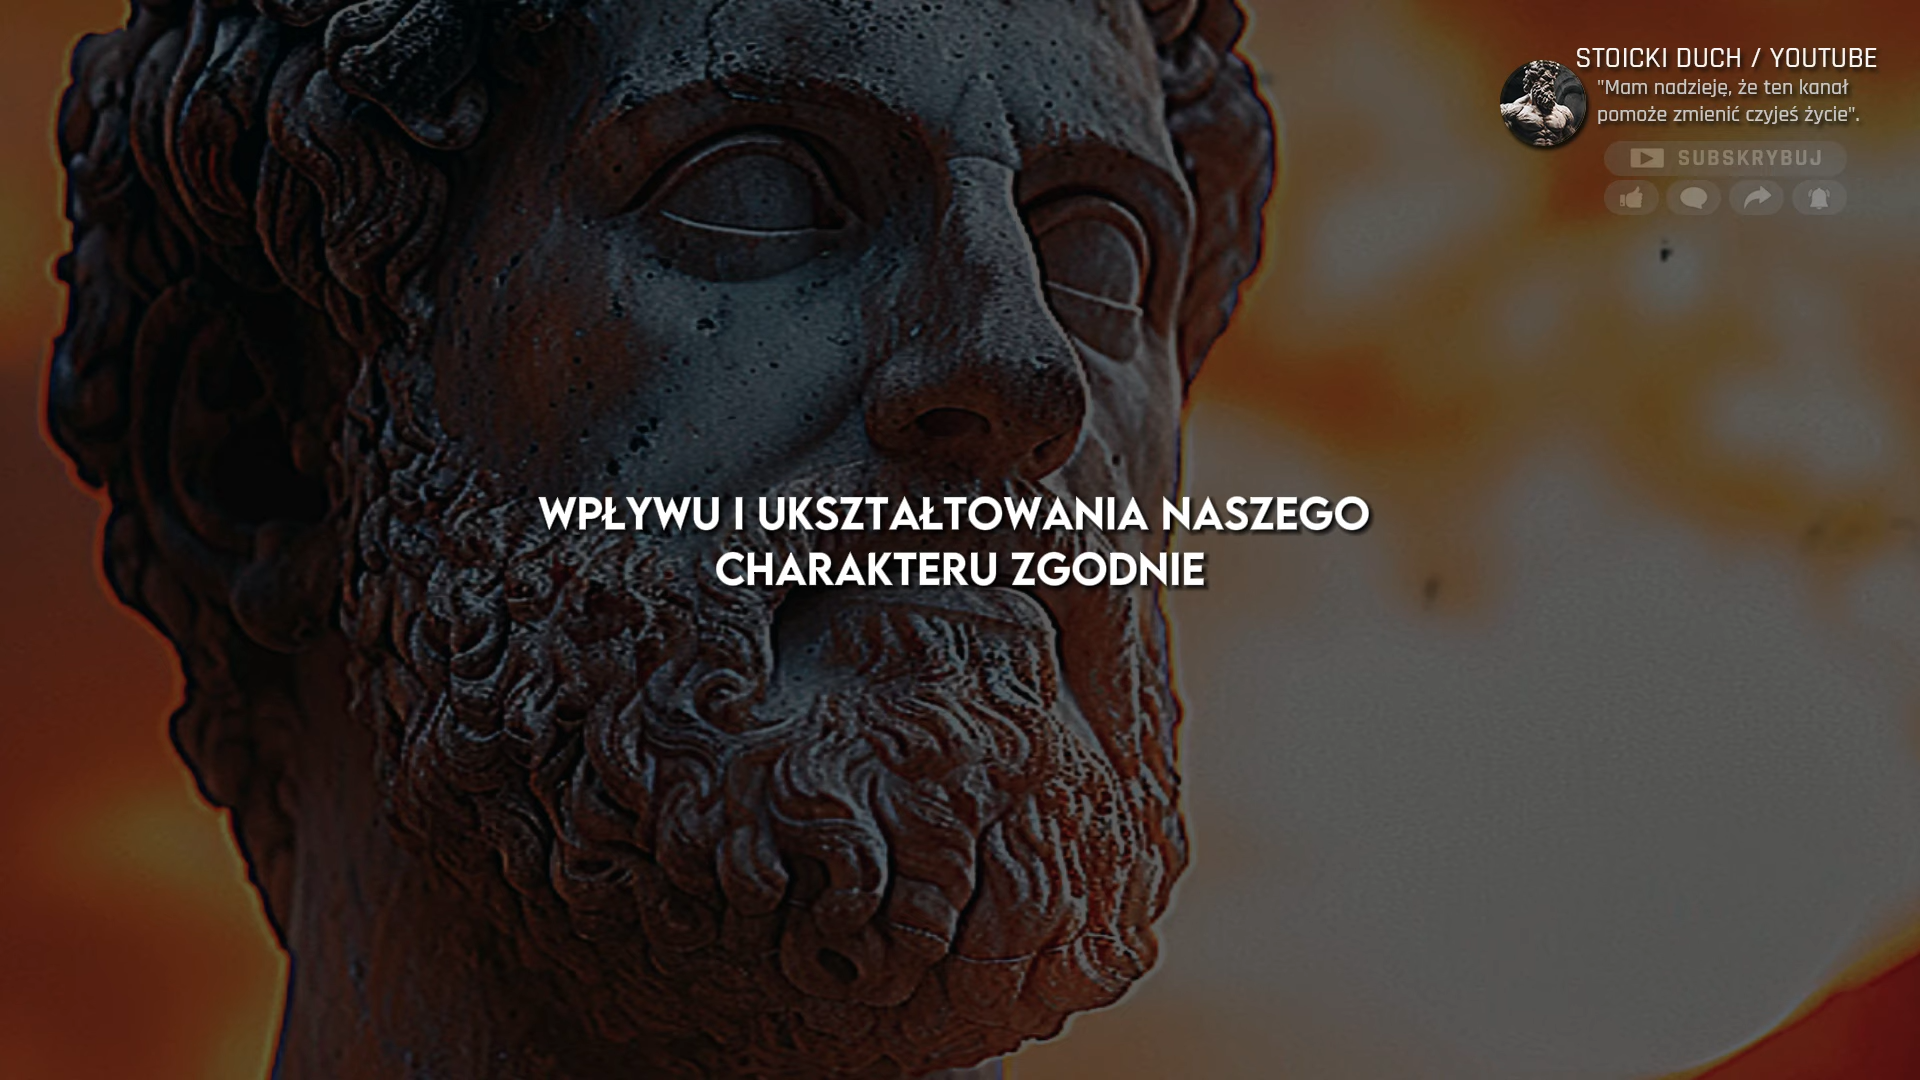 STOICKI DUCH / YOUTUBE
"Mam nadzieję, że ten kanał
pomoże zmienić czyjeś życie".
SUBSKRYBUJ
WPŁYWU I UKSZTAŁTOWANIA NASZEGO
CHARAKTERU ZGODNIE